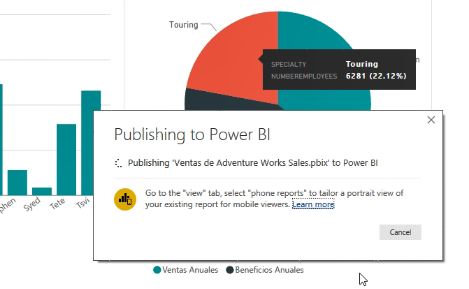 Touring
SPECIALTY Touring
NUMBEREMPLOYEES 6281 (22.12%)
Syed
Tete
Tsvi
Publishing to Power BI
Publishing 'Ventas de Adventure Works Sales.pbix' to Power BI
Go to the "view" tab, select "phone reports" to tailor a portrait view of
your existing report for mobile viewers. Learn more
Cancel
Ventas Anuales Beneficios Anuales